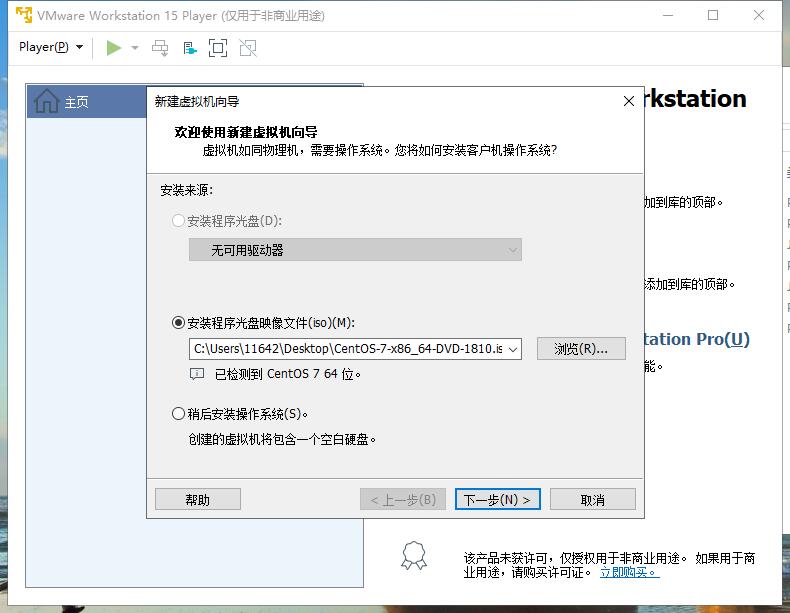 VMware Workstation 15 Player (仅用于非商业用途)
Player(P)
主页
rkstation
新建虚拟机向导
欢迎使用新建虚拟机向导
虚拟机如同物理机，需要操作系统。您将如何安装客户机操作系统?
安装来源:
安装程序光盘(D):
无可用驱动器
加到库的顶部。
添加到库的顶部。
安装程序光盘映像文件(iso)(M):
tation Pro(U)
C:\Users\11642\Desktop\CentOS-7-x86_64-DVD-1810.is
浏览(R)...
能。
已检测到 CentOS 7 64 位。
稍后安装操作系统(S)。
创建的虚拟机将包含一个空白硬盘。
帮助
< 上一步(B)
下一步(N) >
取消
该产品未获许可，仅授权用于非商业用途。 如果用于商
业用途，请购买许可证。 立即购买。